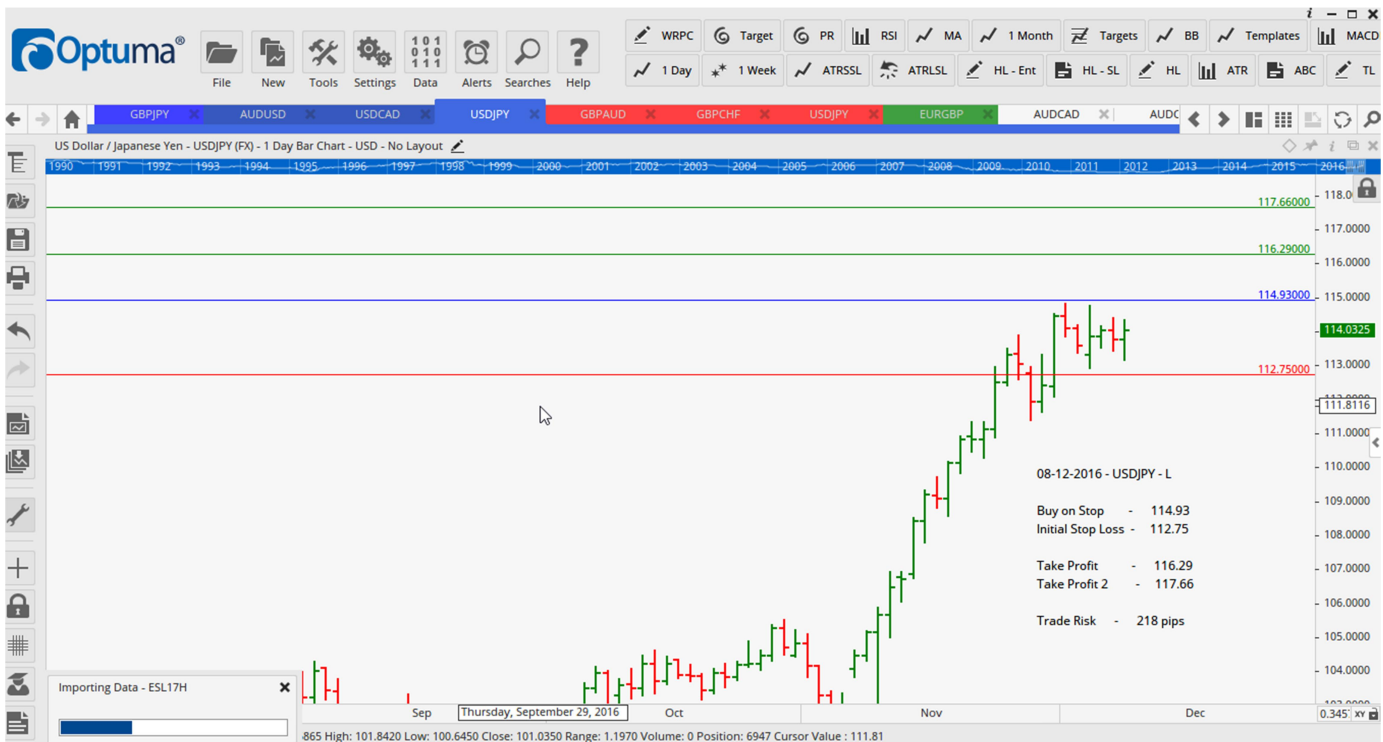 i
Optuma®
File
New
Tools
Settings
Data
Alerts
Searches
Help
WRPC
Target
PR
RSI
MA
1 Month
Targets
BB
Templates
MACD
1 Day
1 Week
ATRSSL
ATRLSL
HL - Ent
HL - SL
HL
ATR
ABC
TL
GBPJPY
AUDUSD
USDCAD
USDJPY
GBPAUD
GBPCHF
USDJPY
EURGBP
AUDCAD
AUDC
US Dollar / Japanese Yen - USDJPY (FX) - 1 Day Bar Chart - USD - No Layout
1990 1991 1992 1993 1994 1995 1996 1997 1998 1999 2000 2001 2002 2003 2004 2005 2006 2007 2008 2009 2010 2011 2012 2013 2014 2015 2016
117.66000
117.0000
116.29000
116.0000
114.93000
115.0000
114.0325
112.75000
113.0000
111.8116
111.0000
110.0000
109.0000
108.0000
107.0000
106.0000
105.0000
104.0000
08-12-2016 - USDJPY - L
Buy on Stop - 114.93
Initial Stop Loss - 112.75
Take Profit - 116.29
Take Profit 2 - 117.66
Trade Risk - 218 pips
Importing Data - ESL17H
Sep
Thursday, September 29, 2016
Oct
Nov
Dec
XY
High: 101.8420 Low: 100.6450 Close: 101.0350 Range: 1.1970 Volume: 0 Position: 6947 Cursor Value : 111.81